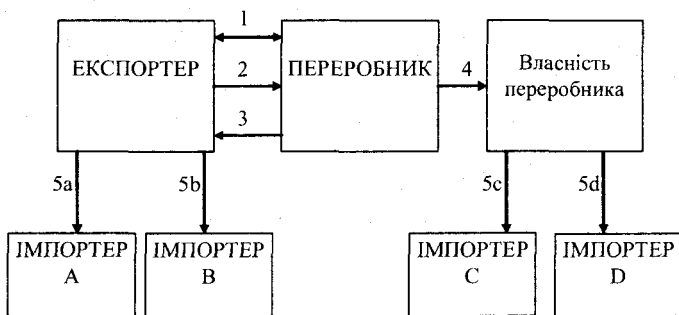 1
ЕКСПОРТЕР
2
ПЕРЕРОБНИК
4
Власність
переробника
3
5a
5b
5c
5d
ІМПОРТЕР
A
ІМПОРТЕР
B
ІМПОРТЕР
C
ІМПОРТЕР
D